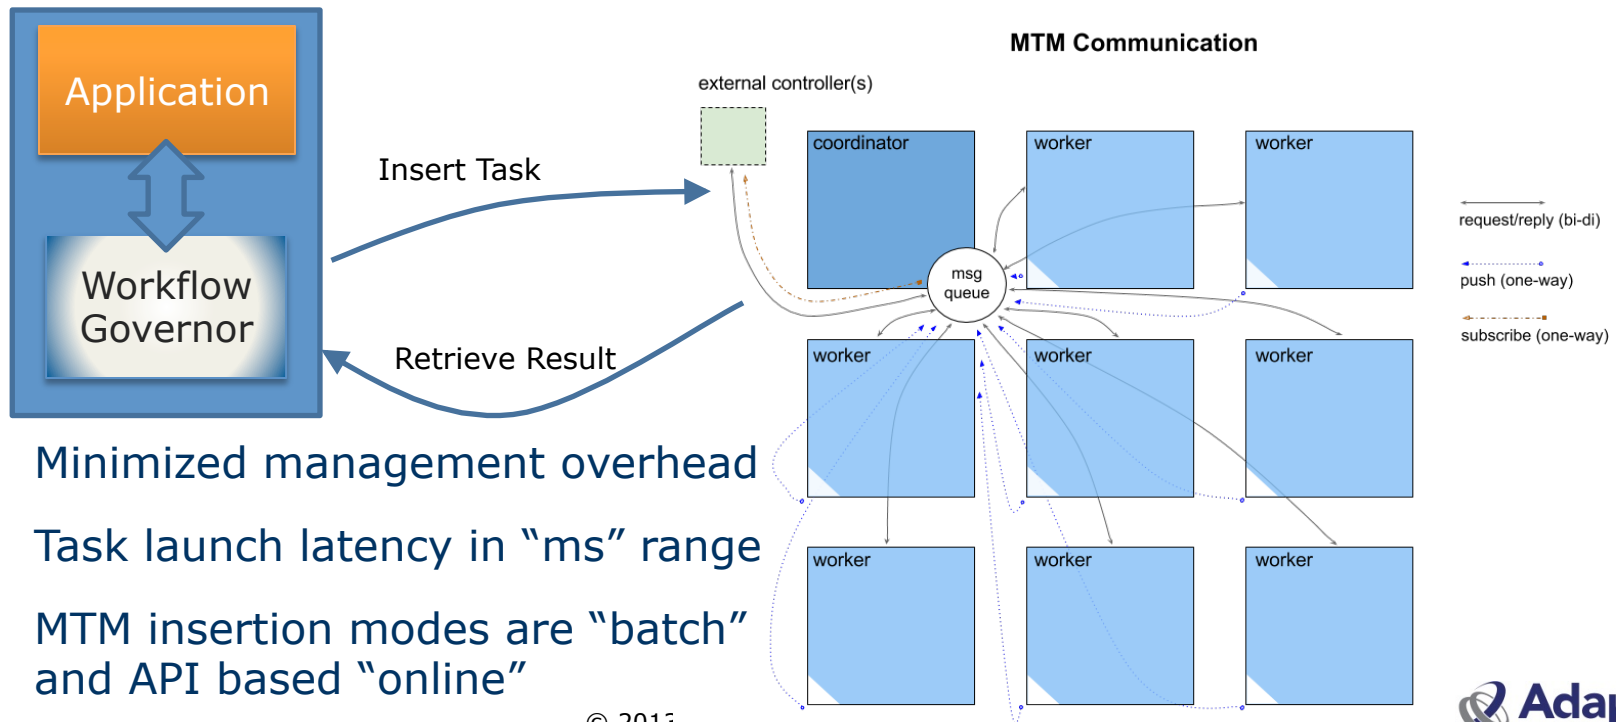 Application
Workflow
Governor
Insert Task
Retrieve Result
Minimized management overhead
Task launch latency in “ms” range
MTM insertion modes are “batch”
and API based “online”
MTM Communication
external controller(s)
coordinator
worker
worker
msg
queue
worker
worker
worker
worker
worker
worker
request/reply (bi-di)
push (one-way)
subscribe (one-way)
©